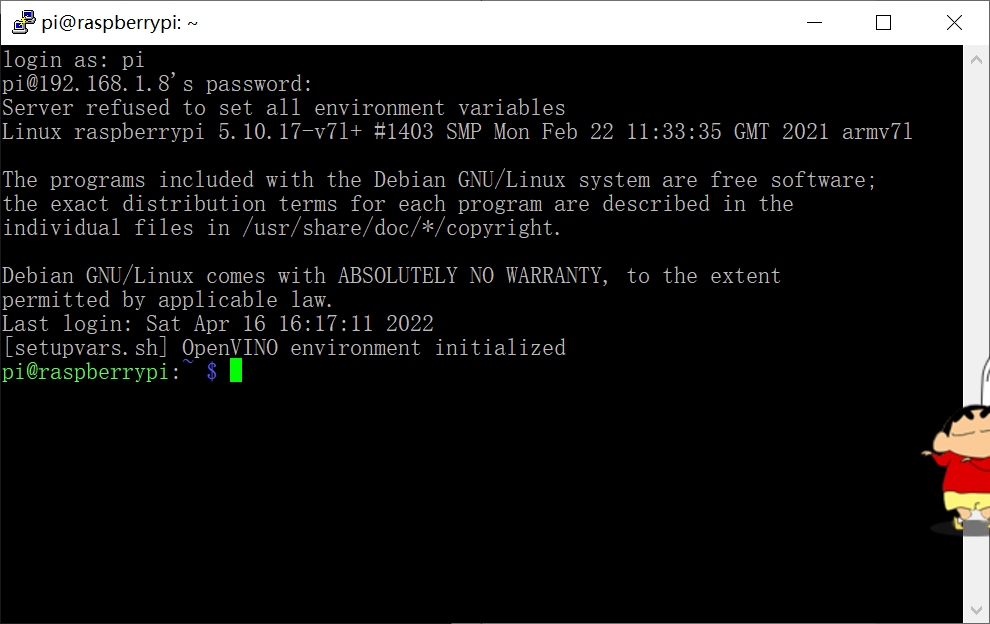 pi@raspberrypi: ~
login as: pi
pi@192.168.1.8's password:
Server refused to set all environment variables
Linux raspberrypi 5.10.17-v7l+ #1403 SMP Mon Feb 22 11:33:35 GMT 2021 armv7l
The programs included with the Debian GNU/Linux system are free software;
the exact distribution terms for each program are described in the
individual files in /usr/share/doc/*/copyright.
Debian GNU/Linux comes with ABSOLUTELY NO WARRANTY, to the extent
permitted by applicable law.
Last login: Sat Apr 16 16:17:11 2022
[setupvars.sh] OpenVINO environment initialized
pi@raspberrypi:~ $